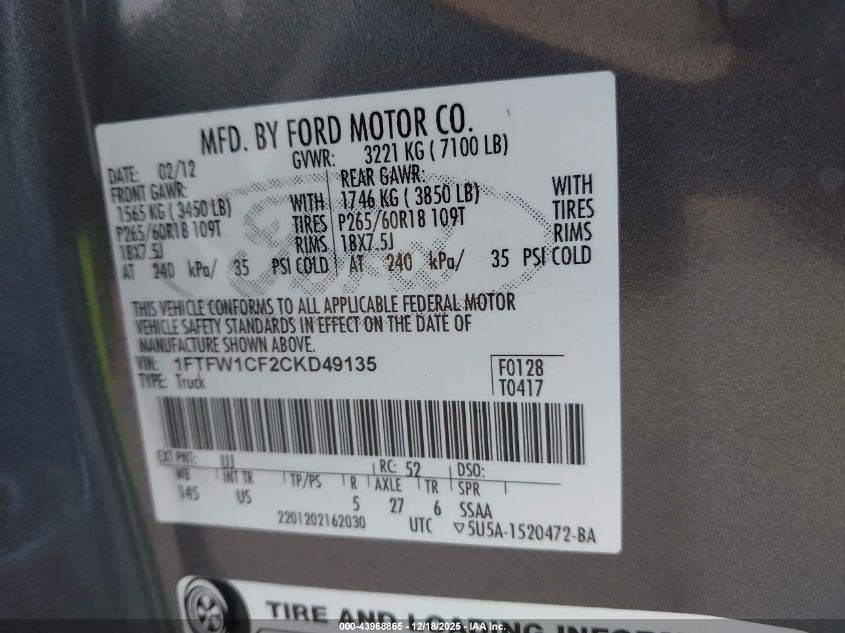 MFD. BY FORD MOTOR CO.
DATE: 02/12 GVWR: 3221 KG ( 7100 LB)
FRONT GAWR: REAR GAWR:
1565 KG ( 3450 LB) WITH 1746 KG ( 3850 LB) WITH
P265/60R18 109T TIRES P265/60R18 109T TIRES
18X7.5J RIMS 18X7.5J RIMS
AT 240 kPa/ 35 PSI COLD AT 240 kPa/ 35 PSI COLD
THIS VEHICLE CONFORMS TO ALL APPLICABLE FEDERAL MOTOR
VEHICLE SAFETY STANDARDS IN EFFECT ON THE DATE OF
MANUFACTURE SHOWN ABOVE.
VIN: 1FTFW1CF2CKD49135 F0128
TYPE: Truck T0417
EXT PNT: UJ RC: 52 DSO:
WB INT TR TP/PS R AXLE TR SPR
145 US 5 27 6 SSAA
2201202162030 UTC ▽5U5A-1520472-BA
TIRE AND LOADING
000-43968865 - 12/18/2025 - IAA Inc.